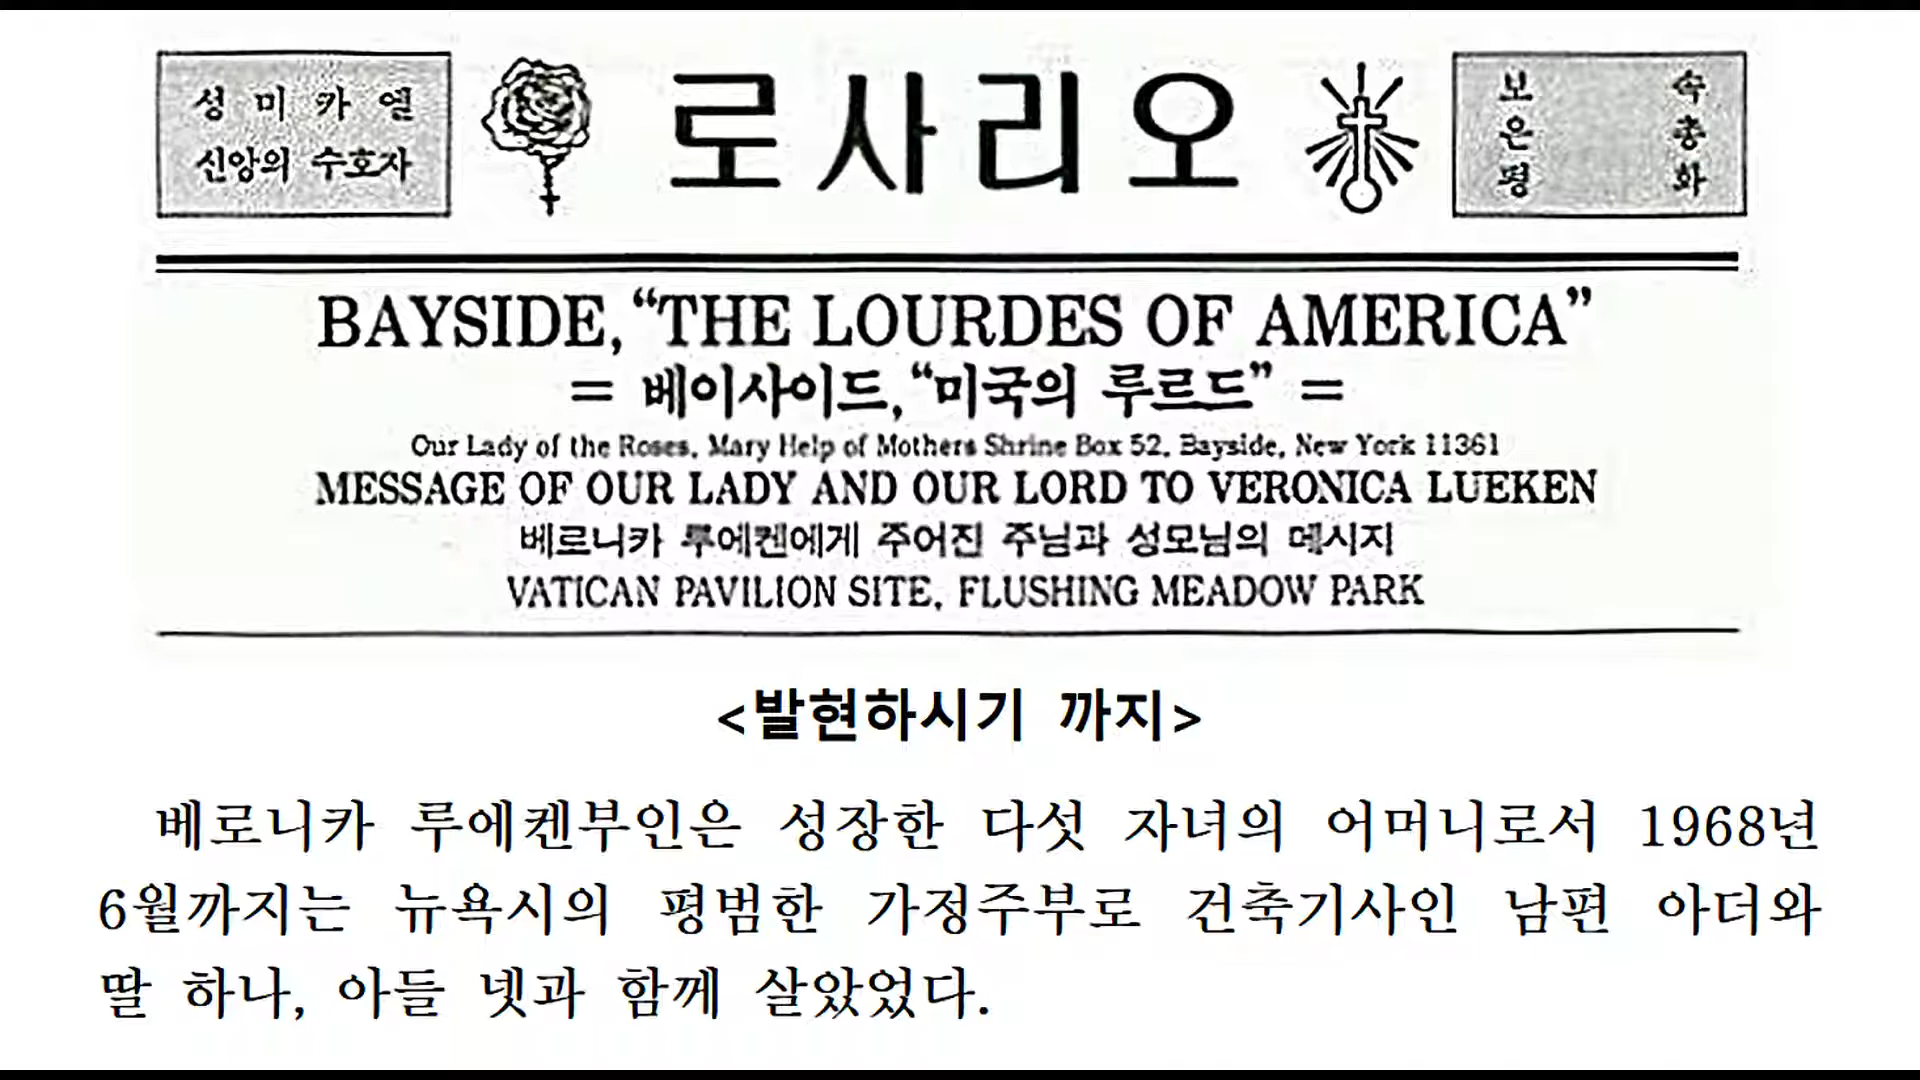 성 미 카 엘
신앙의 수호자
로사리오
보 속
은 총
평 화
BAYSIDE, “THE LOURDES OF AMERICA”
= 베이사이드, “미국의 루르드” =
Our Lady of the Roses, Mary Help of Mothers Shrine Box 52, Bayside, New York 11361
MESSAGE OF OUR LADY AND OUR LORD TO VERONICA LUEKEN
베르니카 루에켄에게 주어진 주님과 성모님의 메시지
VATICAN PAVILION SITE, FLUSHING MEADOW PARK
<발현하시기 까지>
베로니카 루에켄부인은 성장한 다섯 자녀의 어머니로서 1968년
6월까지는 뉴욕시의 평범한 가정주부로 건축기사인 남편 아더와
딸 하나, 아들 넷과 함께 살았었다.